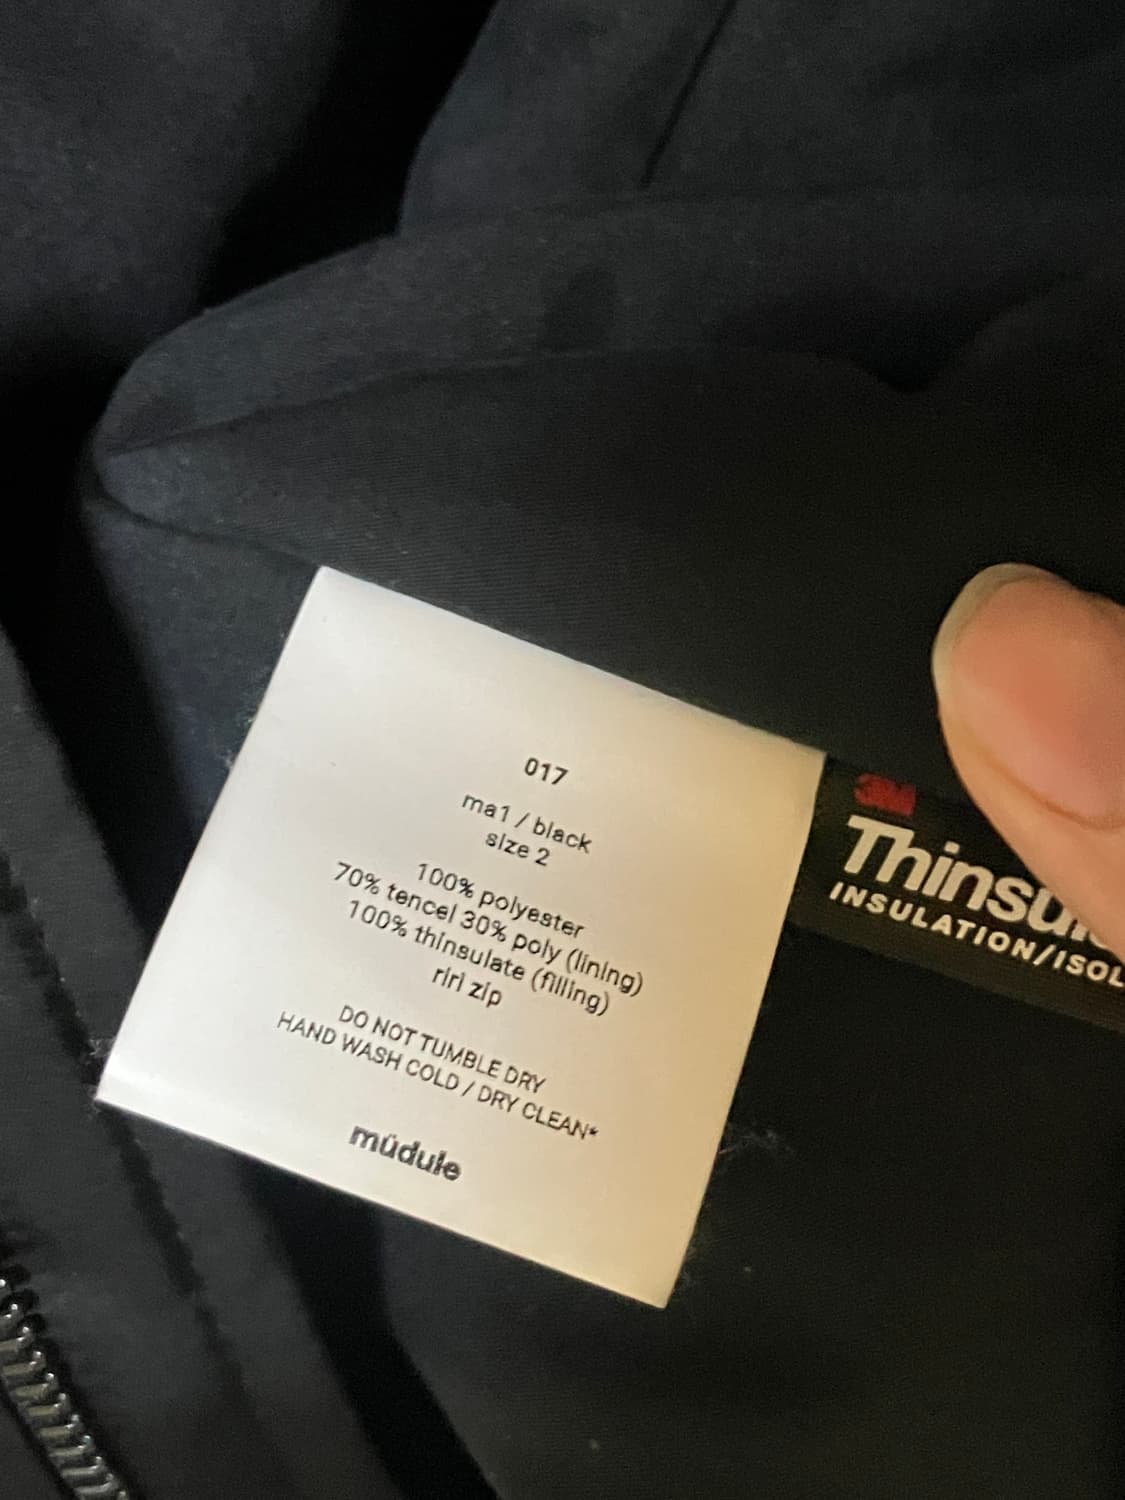 017
ma1 / black
size 2
100% polyester
70% tencel 30% poly (lining)
100% thinsulate (filling)
riri zip
DO NOT TUMBLE DRY
HAND WASH COLD / DRY CLEAN*
müdule
3M
Thinsul
INSULATION/ISOL